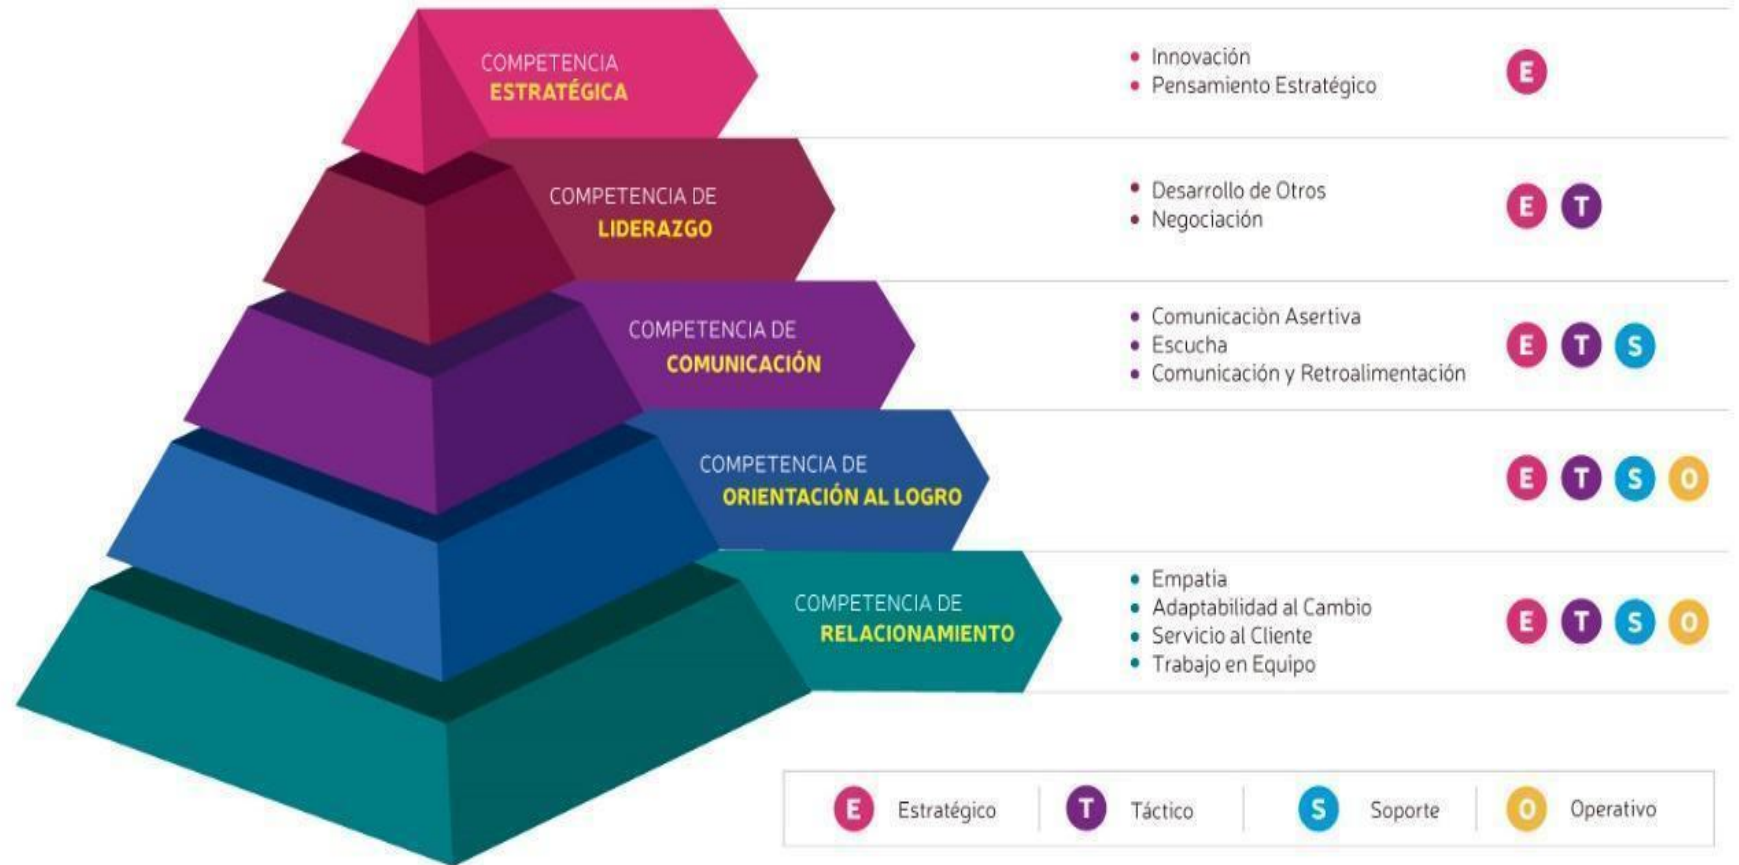 COMPETENCIA
ESTRATÉGICA
• Innovación
• Pensamiento Estratégico
E
COMPETENCIA DE
LIDERAZGO
• Desarrollo de Otros
• Negociación
E T
COMPETENCIA DE
COMUNICACIÓN
• Comunicaciòn Asertiva
• Escucha
• Comunicación y Retroalimentación
E T S
COMPETENCIA DE
ORIENTACIÓN AL LOGRO
E T S O
COMPETENCIA DE
RELACIONAMIENTO
• Empatia
• Adaptabilidad al Cambio
• Servicio al Cliente
• Trabajo en Equipo
E T S O
E Estratégico T Táctico S Soporte O Operativo